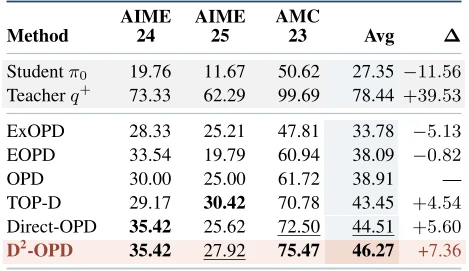 AIME AIME AMC
Method 24 25 23 Avg Δ
Student π₀ 19.76 11.67 50.62 27.35 −11.56
Teacher q⁺ 73.33 62.29 99.69 78.44 +39.53
ExOPD 28.33 25.21 47.81 33.78 −5.13
EOPD 33.54 19.79 60.94 38.09 −0.82
OPD 30.00 25.00 61.72 38.91 —
TOP-D 29.17 30.42 70.78 43.45 +4.54
Direct-OPD 35.42 25.62 72.50 44.51 +5.60
D²-OPD 35.42 27.92 75.47 46.27 +7.36